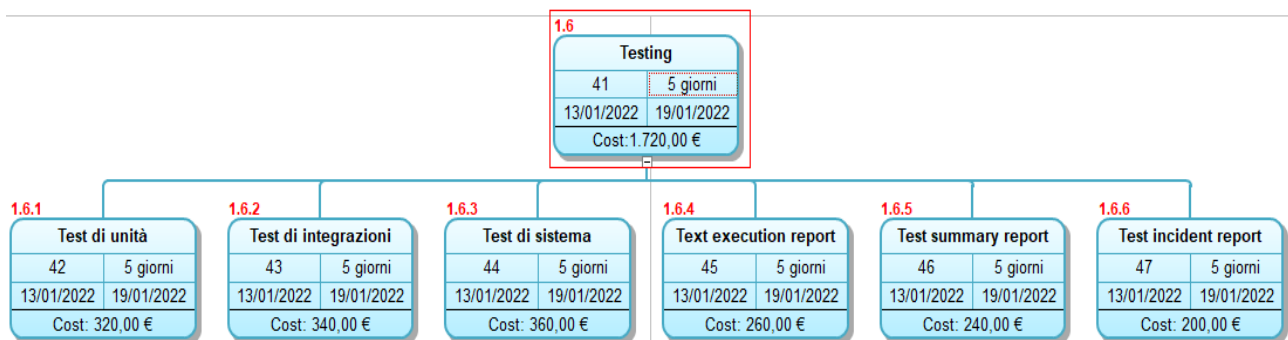 1.6
Testing
41 5 giorni
13/01/2022 19/01/2022
Cost:1.720,00 €
1.6.1
Test di unità
42 5 giorni
13/01/2022 19/01/2022
Cost: 320,00 €
1.6.2
Test di integrazioni
43 5 giorni
13/01/2022 19/01/2022
Cost: 340,00 €
1.6.3
Test di sistema
44 5 giorni
13/01/2022 19/01/2022
Cost: 360,00 €
1.6.4
Text execution report
45 5 giorni
13/01/2022 19/01/2022
Cost: 260,00 €
1.6.5
Test summary report
46 5 giorni
13/01/2022 19/01/2022
Cost: 240,00 €
1.6.6
Test incident report
47 5 giorni
13/01/2022 19/01/2022
Cost: 200,00 €